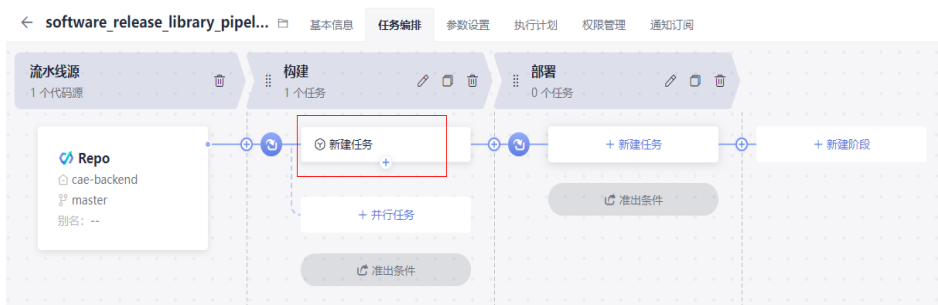 software_release_library_pipel...
基本信息
任务编排
参数设置
执行计划
权限管理
通知订阅
流水线源
1 个代码源
构建
1 个任务
部署
0 个任务
Repo
cae-backend
master
别名: --
新建任务
+ 并行任务
准出条件
+ 新建任务
准出条件
+ 新建阶段